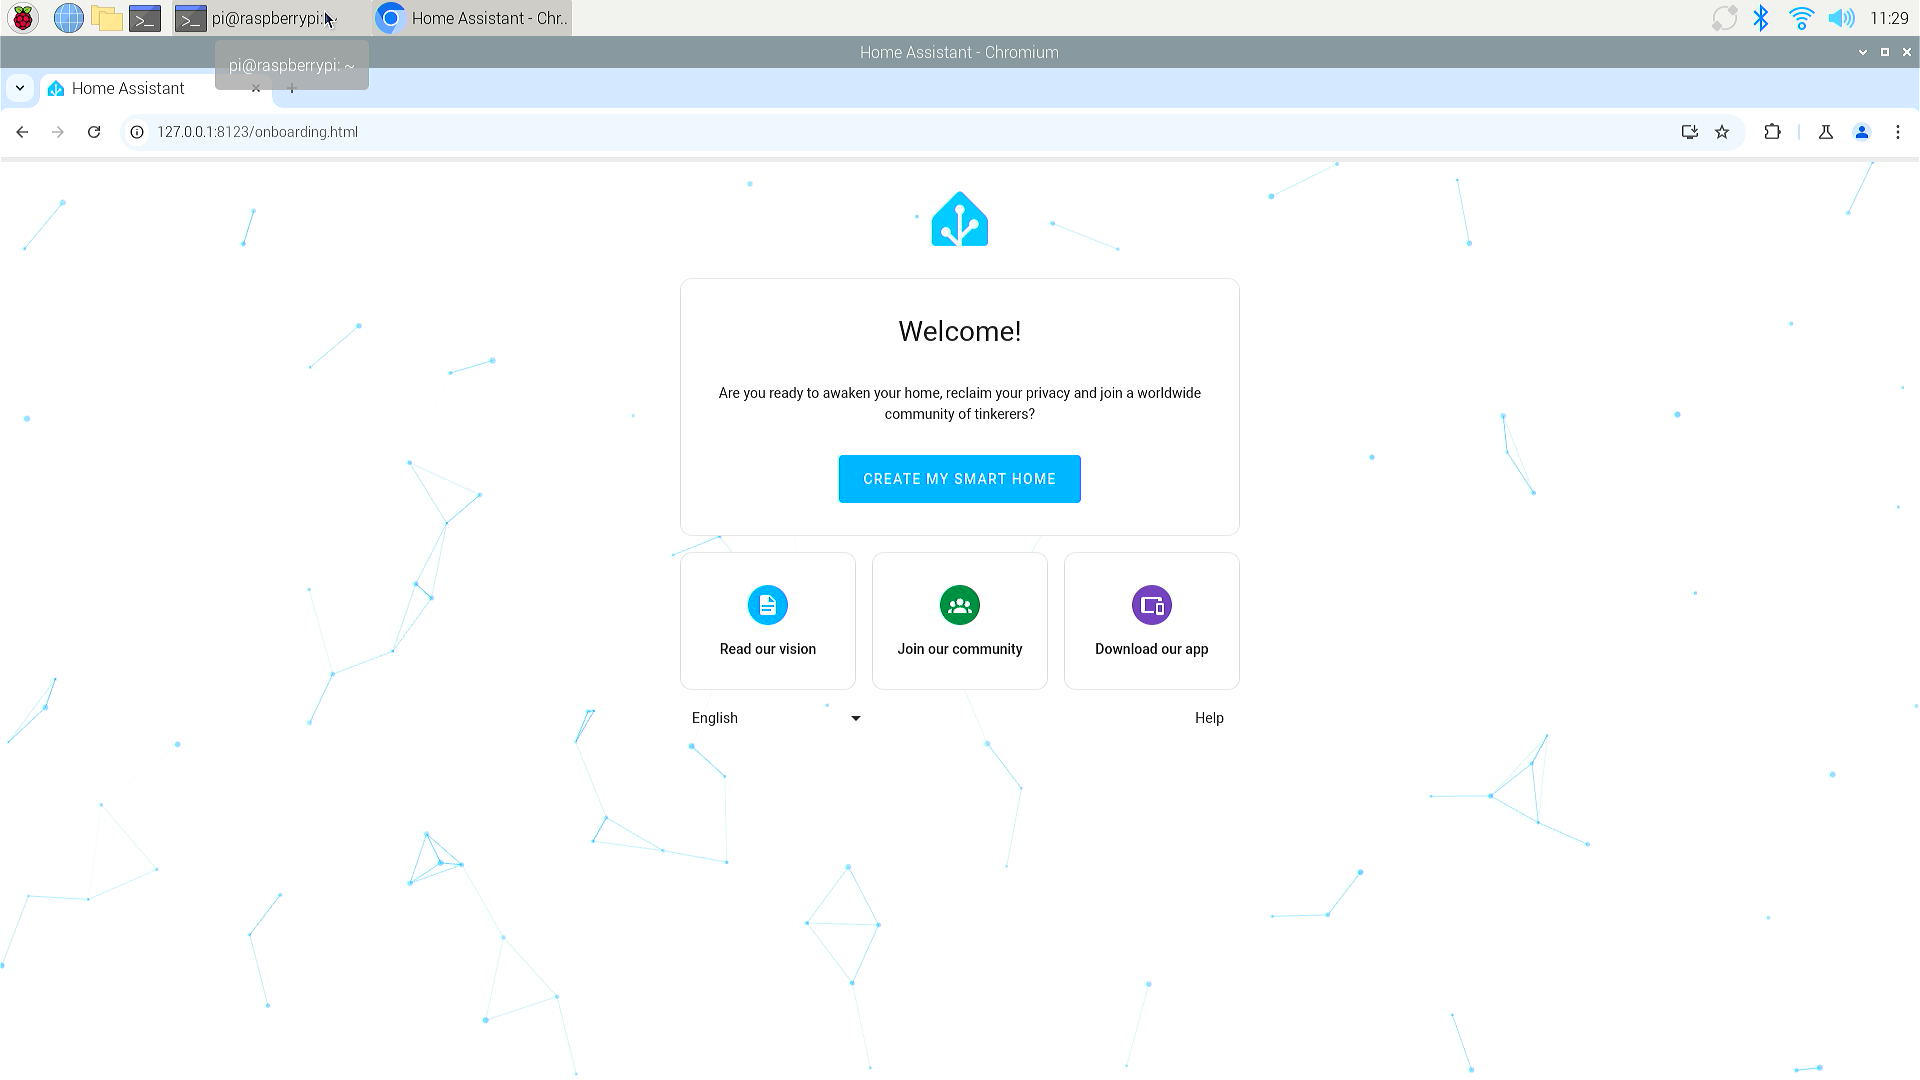 pi@raspberrypi: ~
Home Assistant - Chr..
11:29
Home Assistant - Chromium
pi@raspberrypi: ~
Home Assistant
127.0.0.1:8123/onboarding.html
Welcome!
Are you ready to awaken your home, reclaim your privacy and join a worldwide
community of tinkerers?
CREATE MY SMART HOME
Read our vision
Join our community
Download our app
English
Help